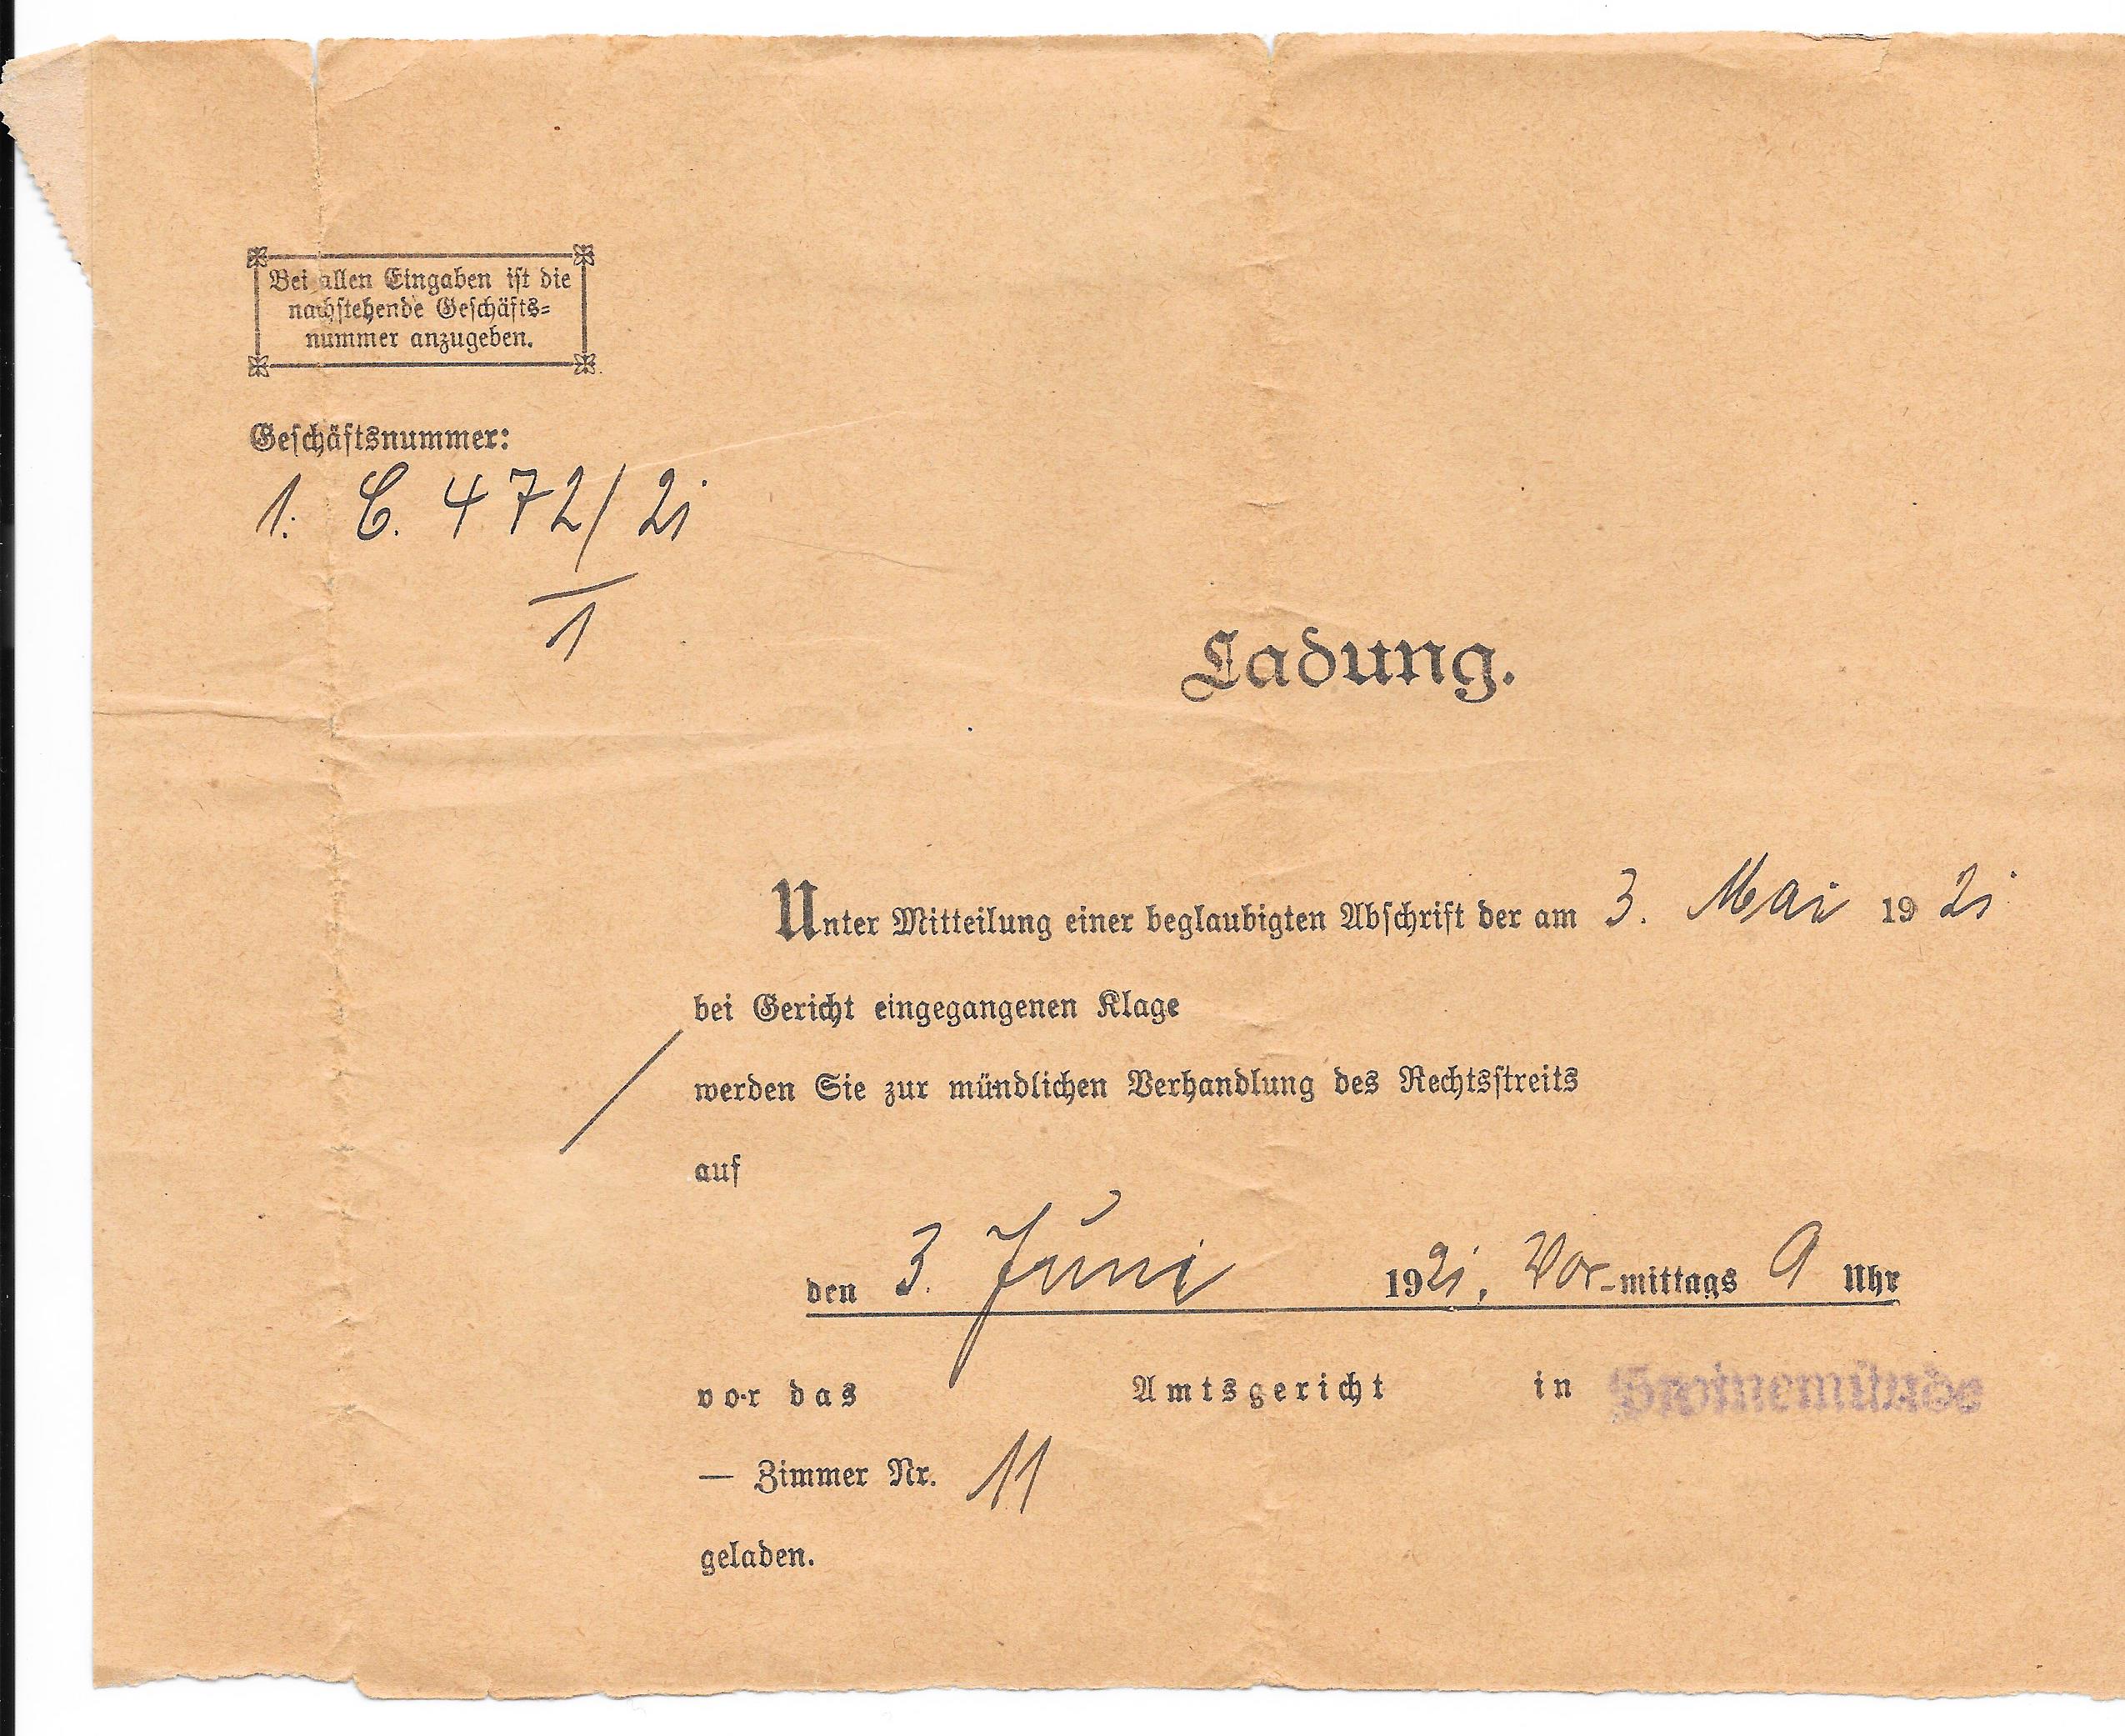 Bei allen Eingaben ist die
nachstehende Geschäfts-
nummer anzugeben.
Geschäftsnummer:
1. C. 472/21
1
Ladung.
Unter Mitteilung einer beglaubigten Abschrift der am 3. Mai 1921
bei Gericht eingegangenen Klage
werden Sie zur mündlichen Verhandlung des Rechtsstreits
auf
den 3. Juni 1921, Vor-mittags 9 Uhr
vor das Amtsgericht in Swinemünde
— Zimmer Nr. 11
geladen.